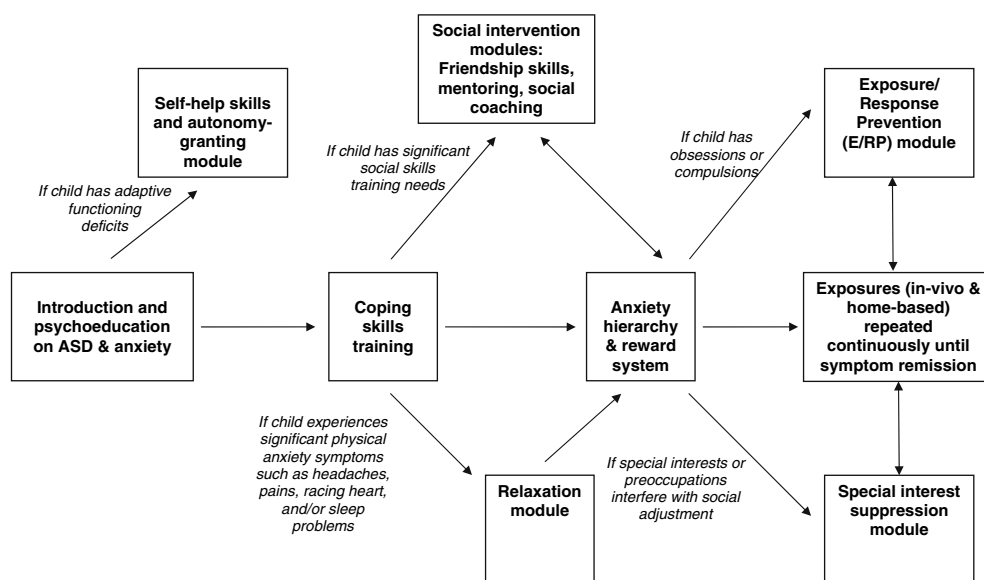 Social intervention
modules:
Friendship skills,
mentoring, social
coaching
Self-help skills
and autonomy-
granting
module
Exposure/
Response
Prevention
(E/RP) module
If child has adaptive
functioning
deficits
If child has significant
social skills
training needs
If child has
obsessions or
compulsions
Introduction and
psychoeducation
on ASD & anxiety
Coping
skills
training
Anxiety
hierarchy
& reward
system
Exposures (in-vivo &
home-based)
repeated
continuously until
symptom remission
If child experiences
significant physical
anxiety symptoms
such as headaches,
pains, racing heart,
and/or sleep
problems
Relaxation
module
If special interests or
preoccupations
interfere with social
adjustment
Special interest
suppression
module